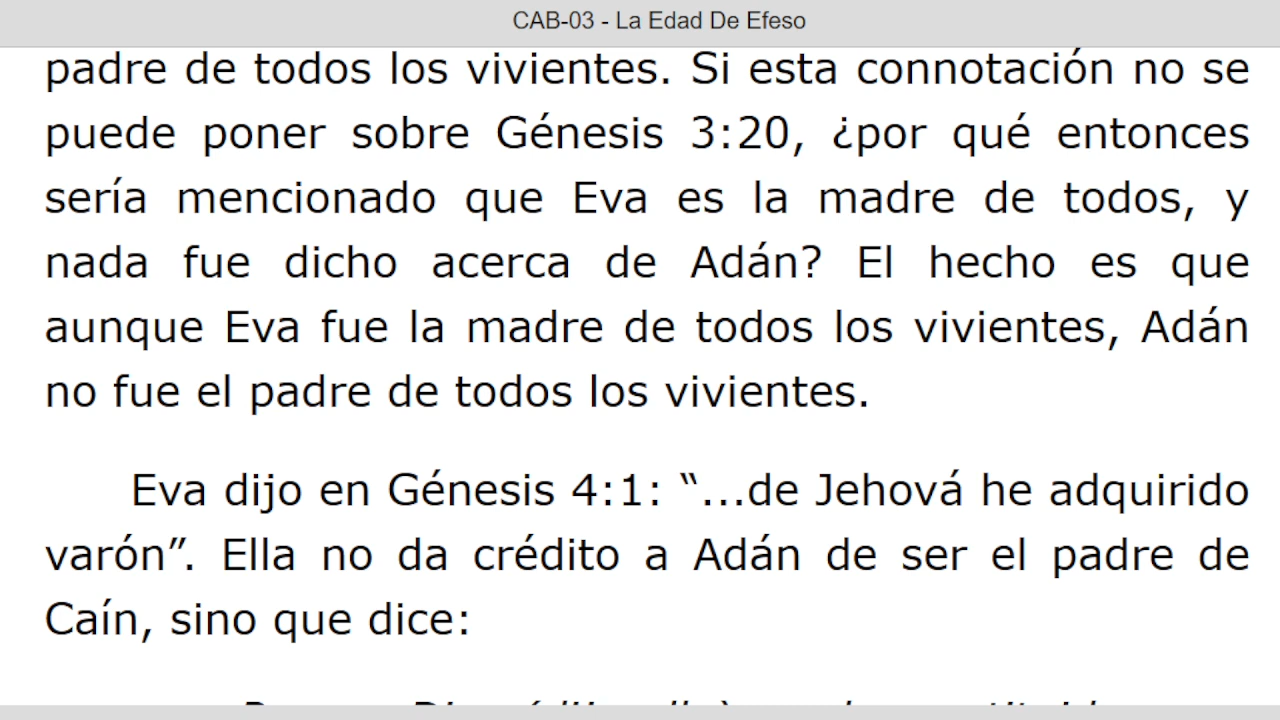 CAB-03 - La Edad De Efeso
padre de todos los vivientes. Si esta connotación no se
puede poner sobre Génesis 3:20, ¿por qué entonces
sería mencionado que Eva es la madre de todos, y
nada fue dicho acerca de Adán? El hecho es que
aunque Eva fue la madre de todos los vivientes, Adán
no fue el padre de todos los vivientes.
Eva dijo en Génesis 4:1: “...de Jehová he adquirido
varón”. Ella no da crédito a Adán de ser el padre de
Caín, sino que dice: